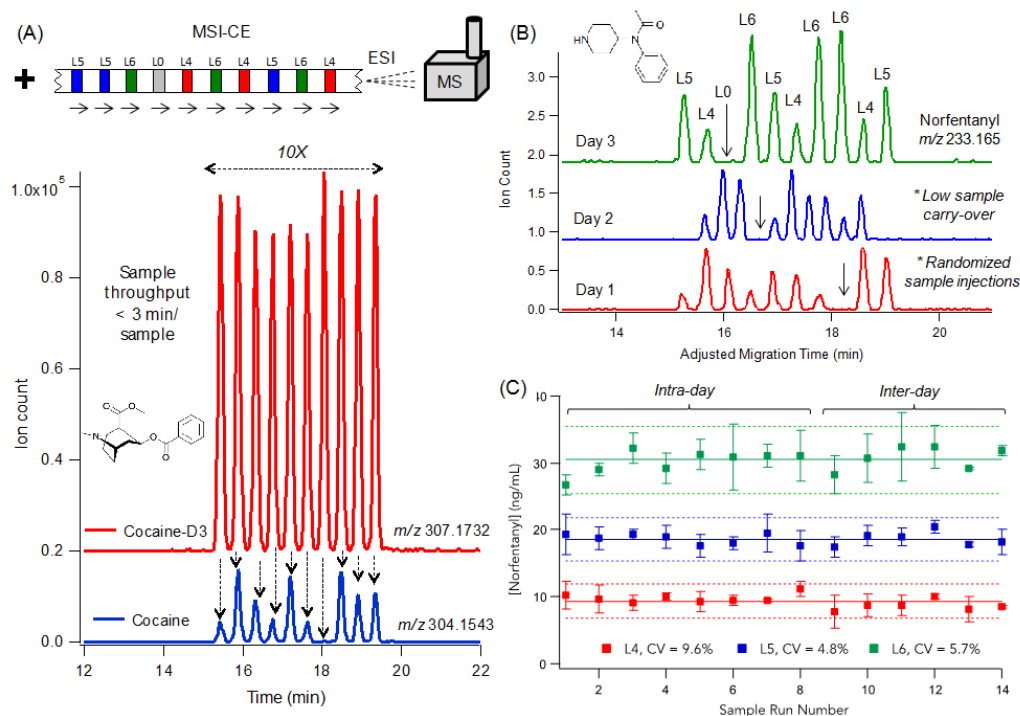 (A)
MSI-CE
L5 L5 L6 L0 L4 L6 L4 L5 L6 L4
+
ESI
MS
10X
1.0x10^5
0.8
0.6
0.4
0.2
0.0
Ion count
Sample
throughput
< 3 min/
sample
O
O
N
O
O
Cocaine-D3
m/z 307.1732
Cocaine
m/z 304.1543
12 14 16 18 20 22
Time (min)
(B)
O
HN
N
3.0
2.5
2.0
1.5
1.0
0.5
0.0
Ion Count
L5 L4 L0 L6 L5 L4 L6 L6 L4 L5
Day 3
Norfentanyl
m/z 233.165
Day 2
* Low sample
carry-over
Day 1
* Randomized
sample injections
14 16 18 20
Adjusted Migration Time (min)
(C)
Intra-day
Inter-day
40
30
20
10
0
[Norfentanyl] (ng/mL)
L4, CV = 9.6% L5, CV = 4.8% L6, CV = 5.7%
2 4 6 8 10 12 14
Sample Run Number